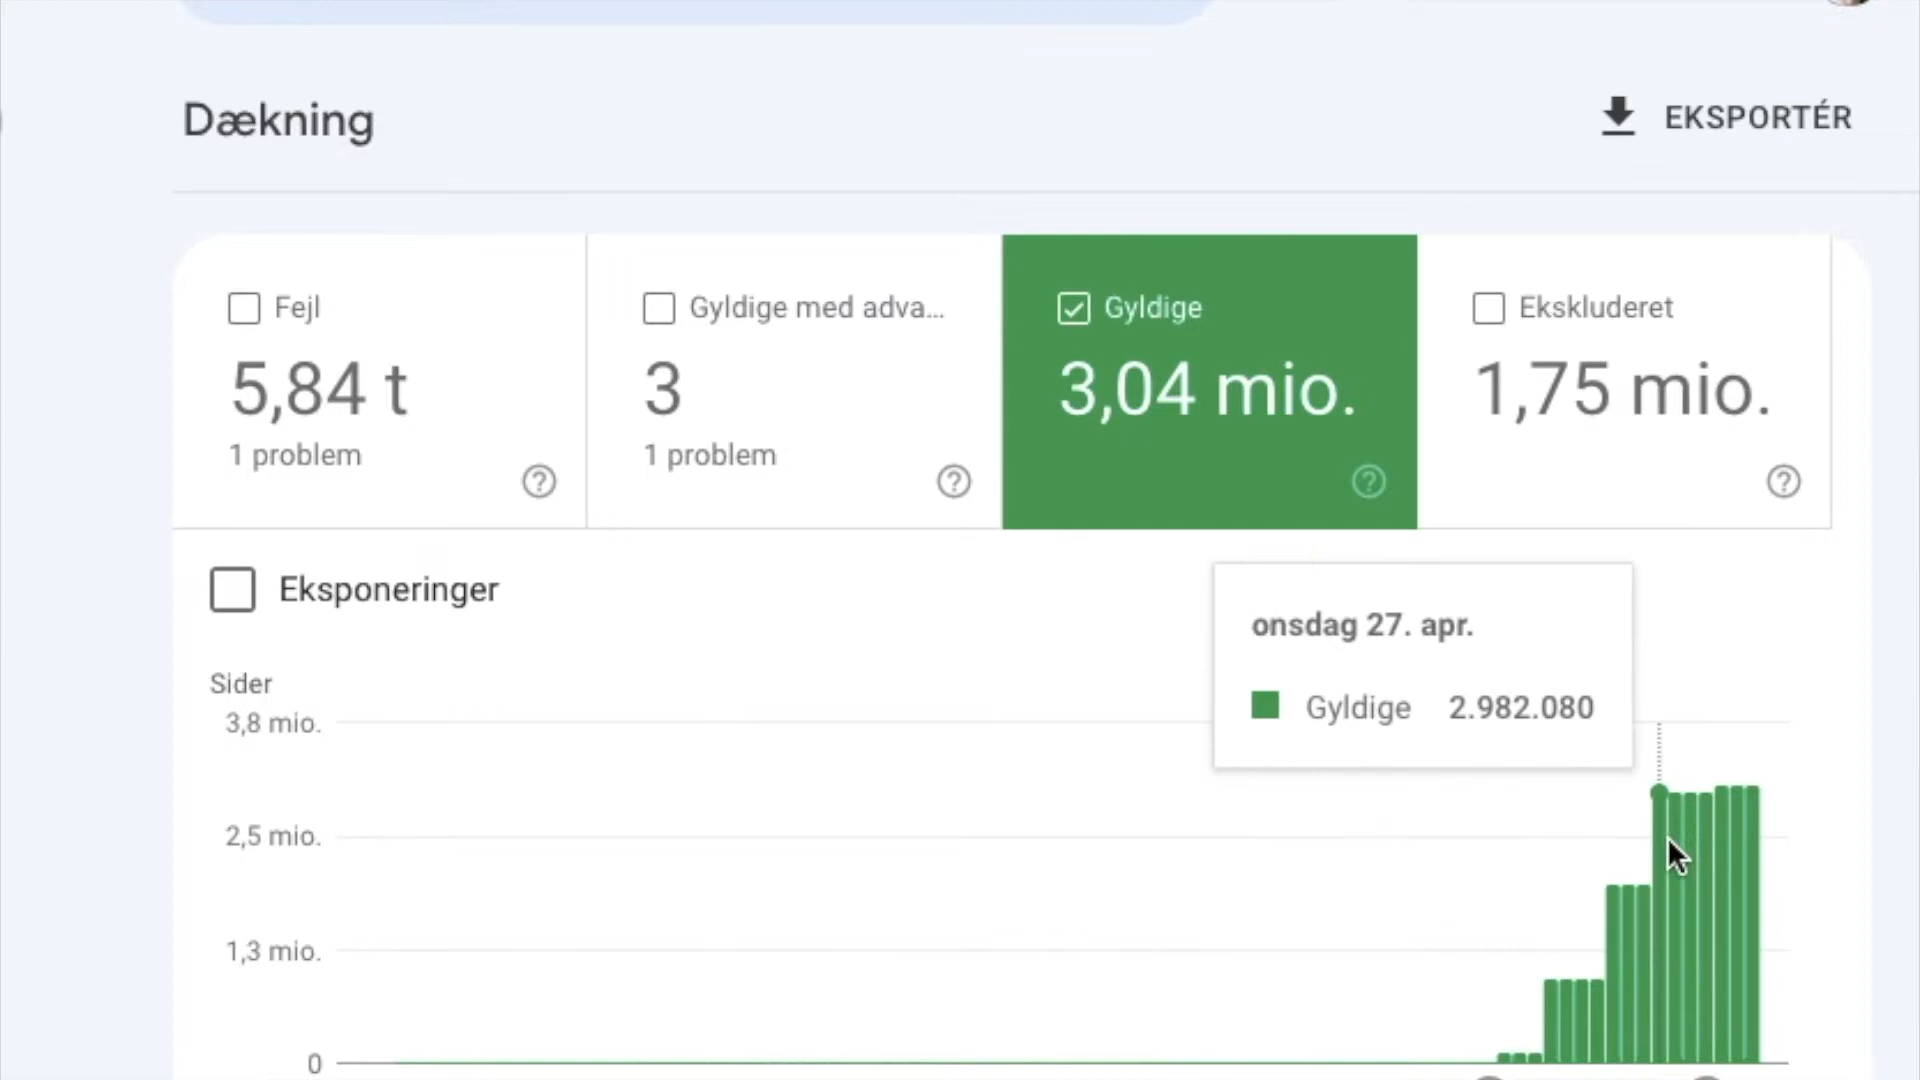 Dækning
EKSPORTÉR
Fejl
5,84 t
1 problem
Gyldige med adva...
3
1 problem
Gyldige
3,04 mio.
Ekskluderet
1,75 mio.
Eksponeringer
onsdag 27. apr.
Gyldige 2.982.080
Sider
3,8 mio.
2,5 mio.
1,3 mio.
0